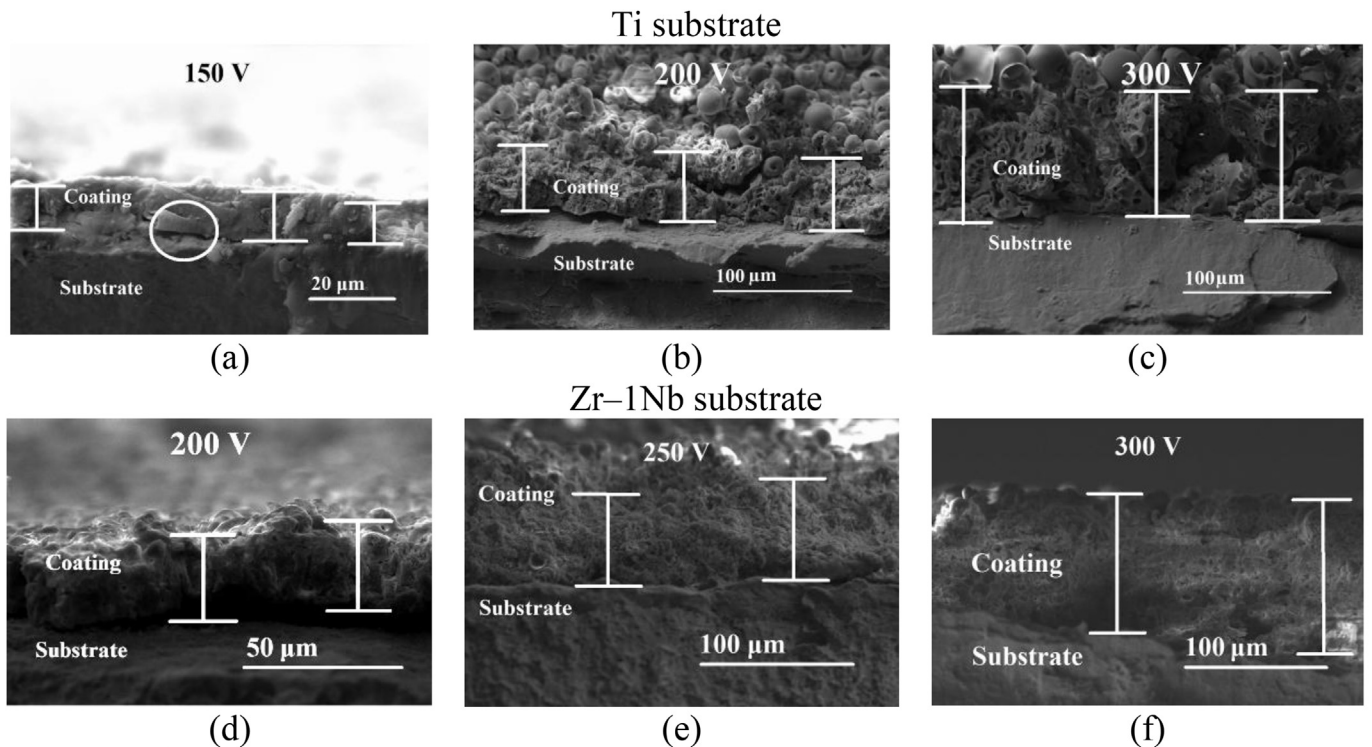 Ti substrate
150 V
Coating
Substrate
20 μm
(a)
200 V
Coating
Substrate
100 μm
(b)
300 V
Coating
Substrate
100μm
(c)
Zr–1Nb substrate
200 V
Coating
Substrate
50 μm
(d)
250 V
Coating
Substrate
100 μm
(e)
300 V
Coating
Substrate
100 μm
(f)